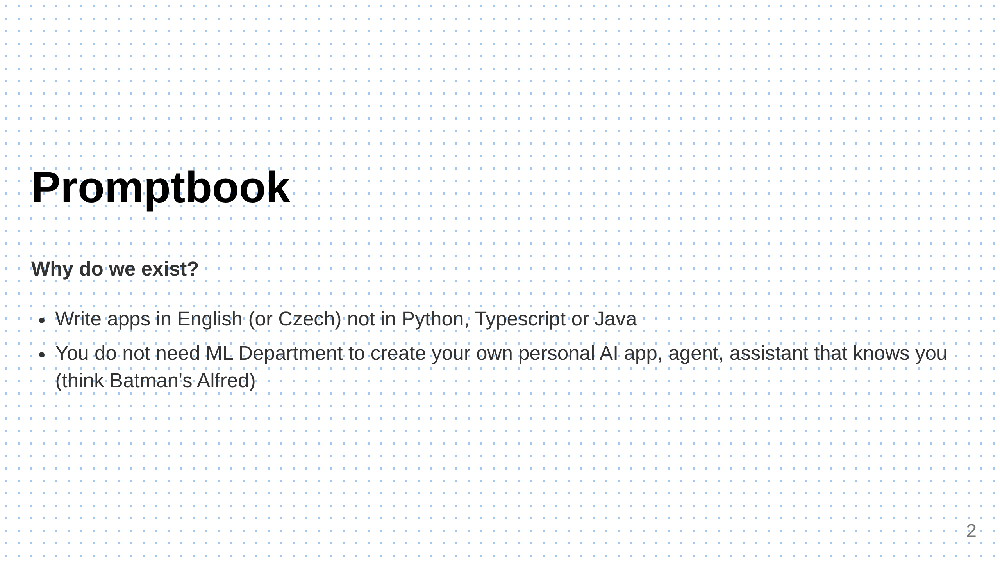 Promptbook
Why do we exist?
• Write apps in English (or Czech) not in Python, Typescript or Java
• You do not need ML Department to create your own personal AI app, agent, assistant that knows you
(think Batman's Alfred)
2